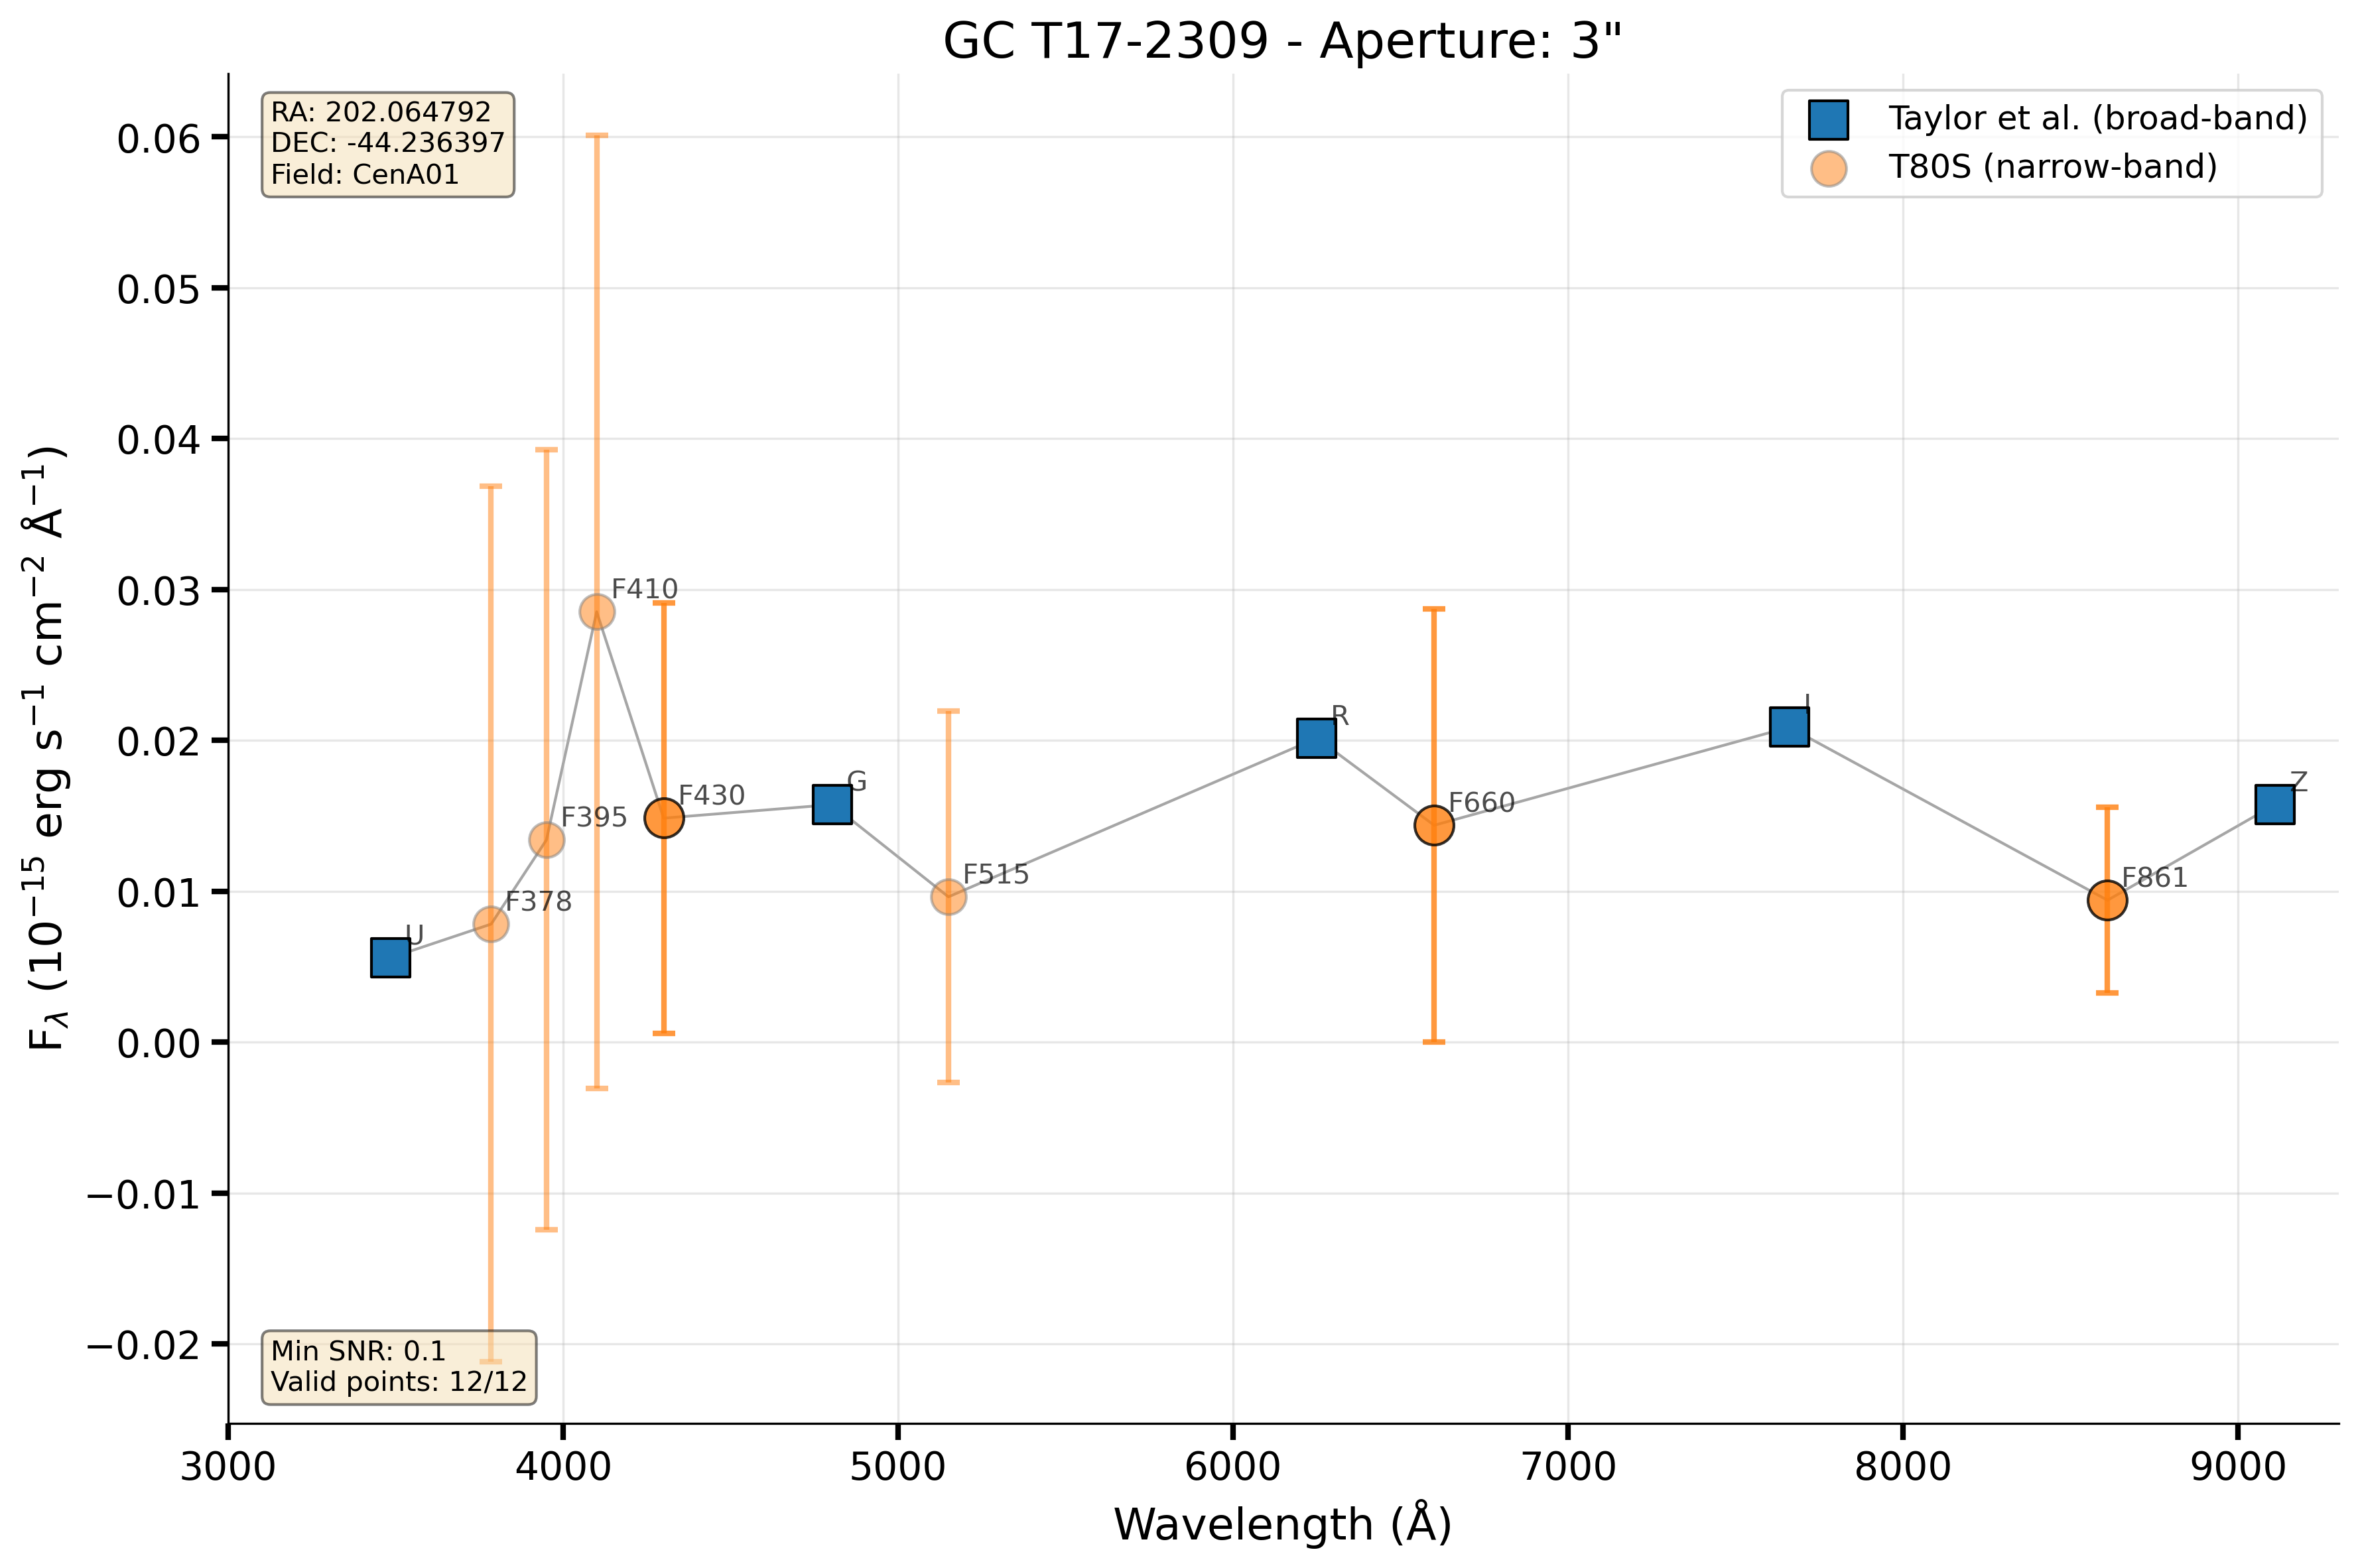 GC T17-2309 - Aperture: 3"
RA: 202.064792
DEC: -44.236397
Field: CenA01
Taylor et al. (broad-band)
T80S (narrow-band)
0.06
0.05
0.04
0.03
0.02
0.01
0.00
−0.01
−0.02
F_λ (10⁻¹⁵ erg s⁻¹ cm⁻² Å⁻¹)
U
F378
F395
F410
F430
G
F515
R
F660
I
F861
Z
Min SNR: 0.1
Valid points: 12/12
3000 4000 5000 6000 7000 8000 9000
Wavelength (Å)